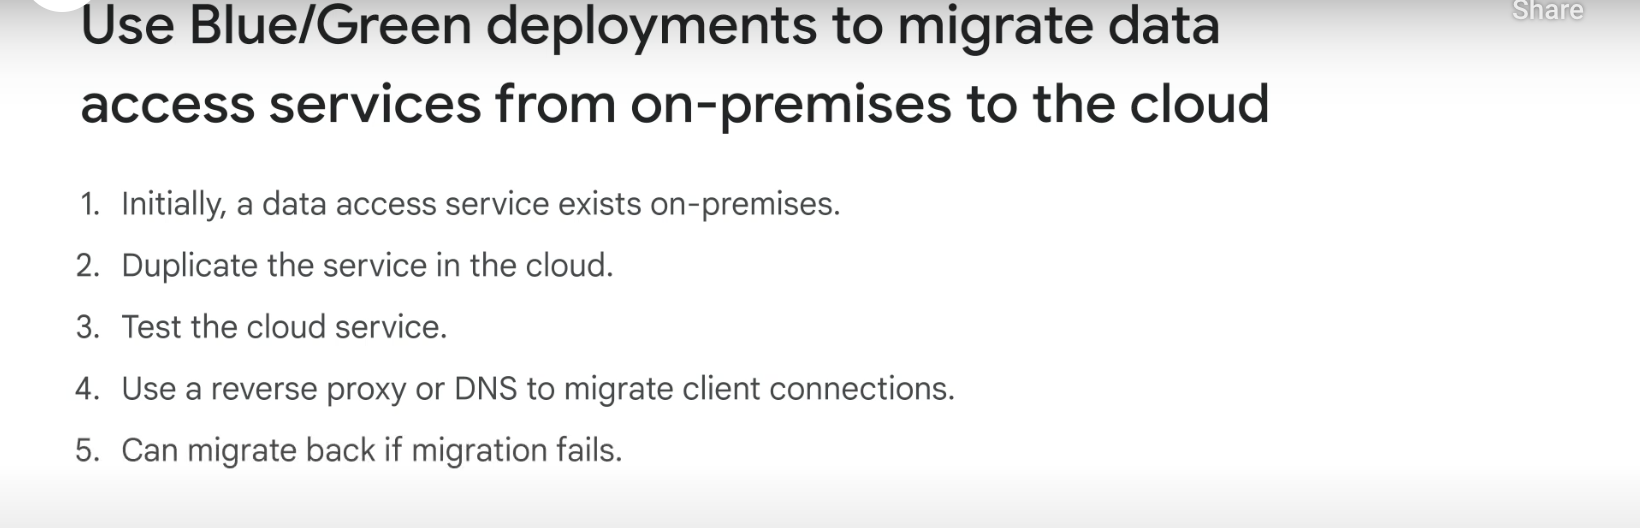 Share
Use Blue/Green deployments to migrate data
access services from on-premises to the cloud
1. Initially, a data access service exists on-premises.
2. Duplicate the service in the cloud.
3. Test the cloud service.
4. Use a reverse proxy or DNS to migrate client connections.
5. Can migrate back if migration fails.